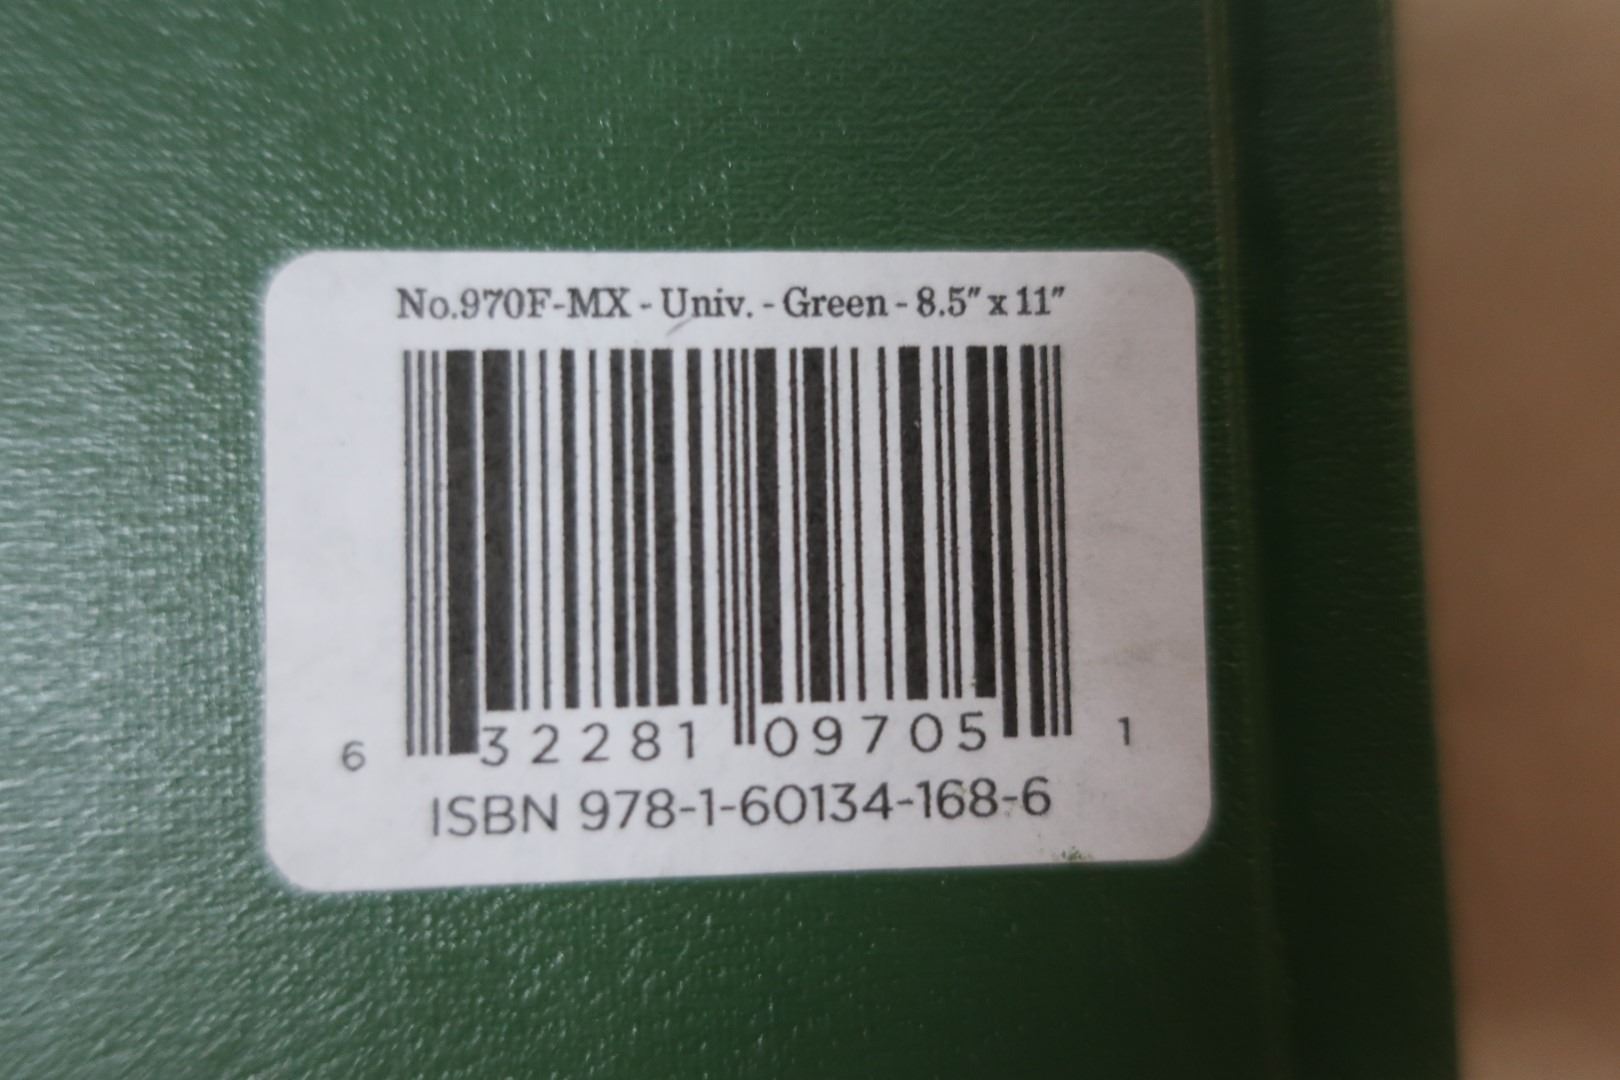 No.970F-MX - Univ. - Green - 8.5″ x 11″
6 32281 09705 1
ISBN 978-1-60134-168-6